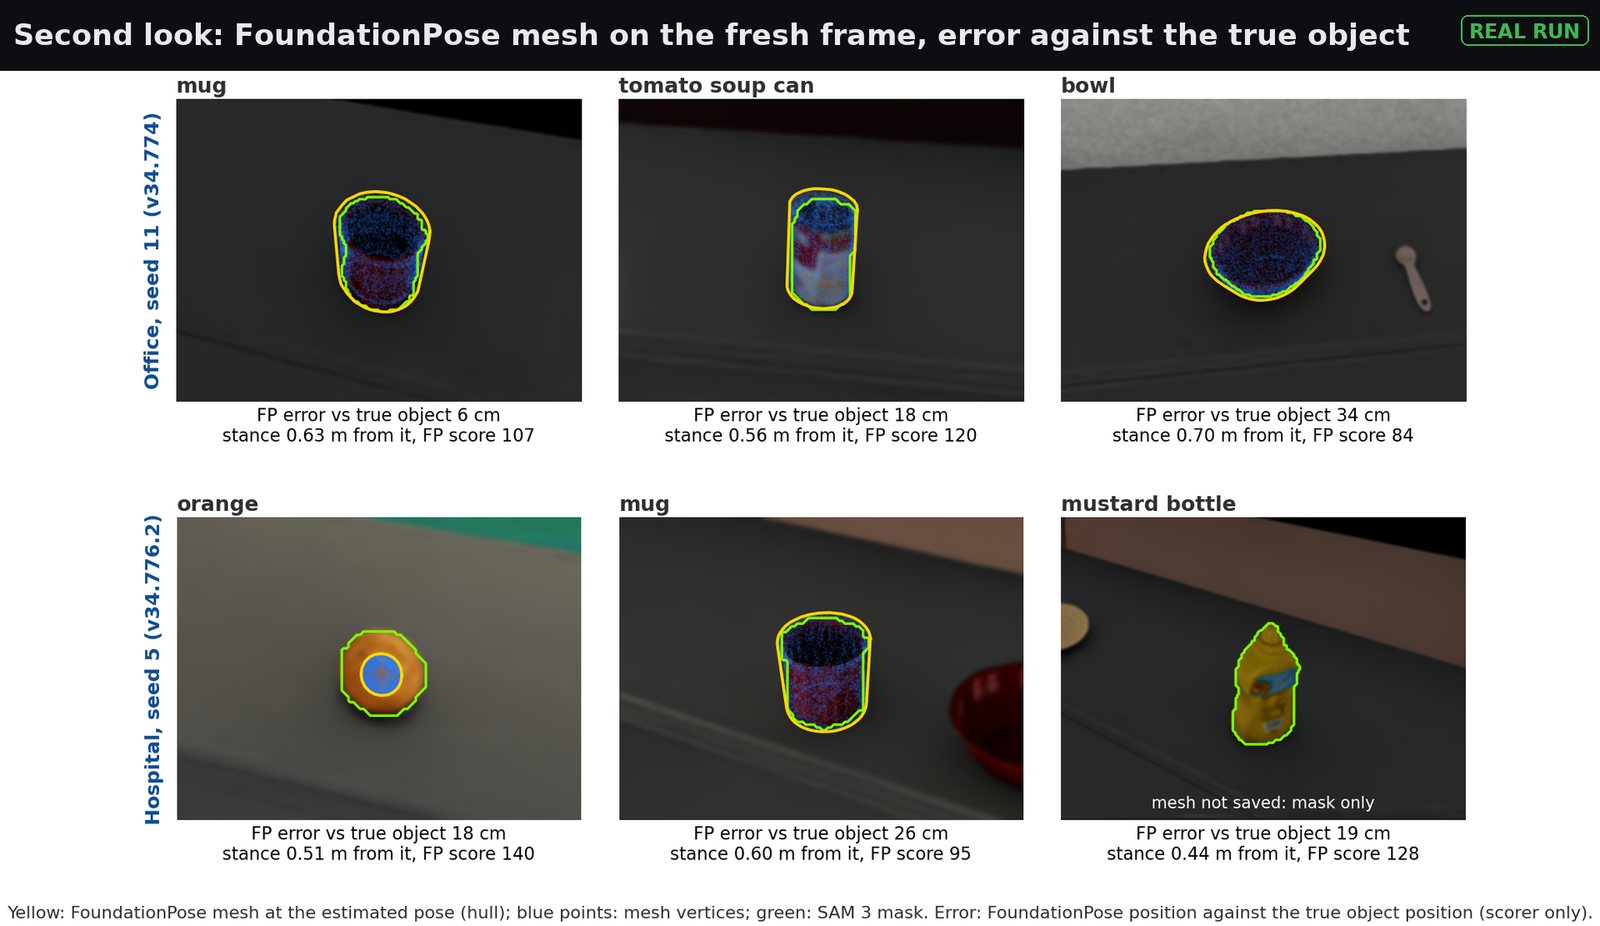 Second look: FoundationPose mesh on the fresh frame, error against the true object
REAL RUN
Office, seed 11 (v34.774)
mug
FP error vs true object 6 cm
stance 0.63 m from it, FP score 107
tomato soup can
FP error vs true object 18 cm
stance 0.56 m from it, FP score 120
bowl
FP error vs true object 34 cm
stance 0.70 m from it, FP score 84
Hospital, seed 5 (v34.776.2)
orange
FP error vs true object 18 cm
stance 0.51 m from it, FP score 140
mug
FP error vs true object 26 cm
stance 0.60 m from it, FP score 95
mustard bottle
mesh not saved: mask only
FP error vs true object 19 cm
stance 0.44 m from it, FP score 128
Yellow: FoundationPose mesh at the estimated pose (hull); blue points: mesh vertices; green: SAM 3 mask. Error: FoundationPose position against the true object position (scorer only).